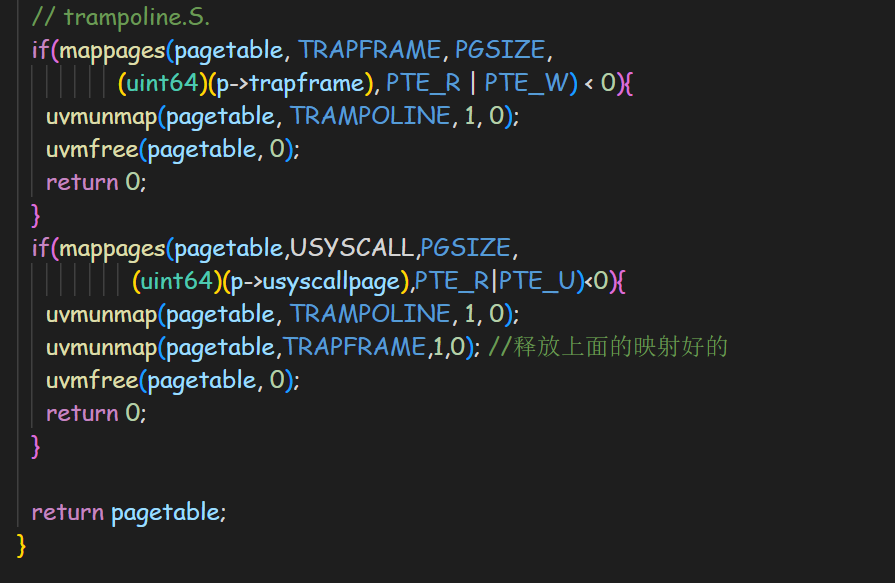 // trampoline.S.
if(mappages(pagetable, TRAPFRAME, PGSIZE,
(uint64)(p->trapframe), PTE_R | PTE_W) < 0){
uvmunmap(pagetable, TRAMPOLINE, 1, 0);
uvmfree(pagetable, 0);
return 0;
}
if(mappages(pagetable,USYSCALL,PGSIZE,
(uint64)(p->usyscallpage),PTE_R|PTE_U)<0){
uvmunmap(pagetable, TRAMPOLINE, 1, 0);
uvmunmap(pagetable,TRAPFRAME,1,0); //释放上面的映射好的
uvmfree(pagetable, 0);
return 0;
}
return pagetable;
}